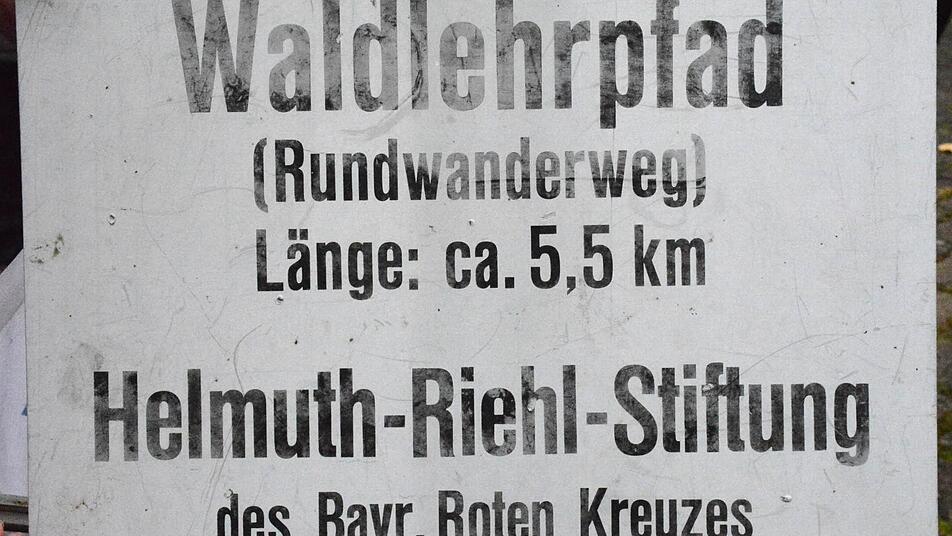 Waldlehrpfad
(Rundwanderweg)
Länge: ca. 5,5 km
Helmuth-Riehl-Stiftung
des Bayr. Roten Kreuzes